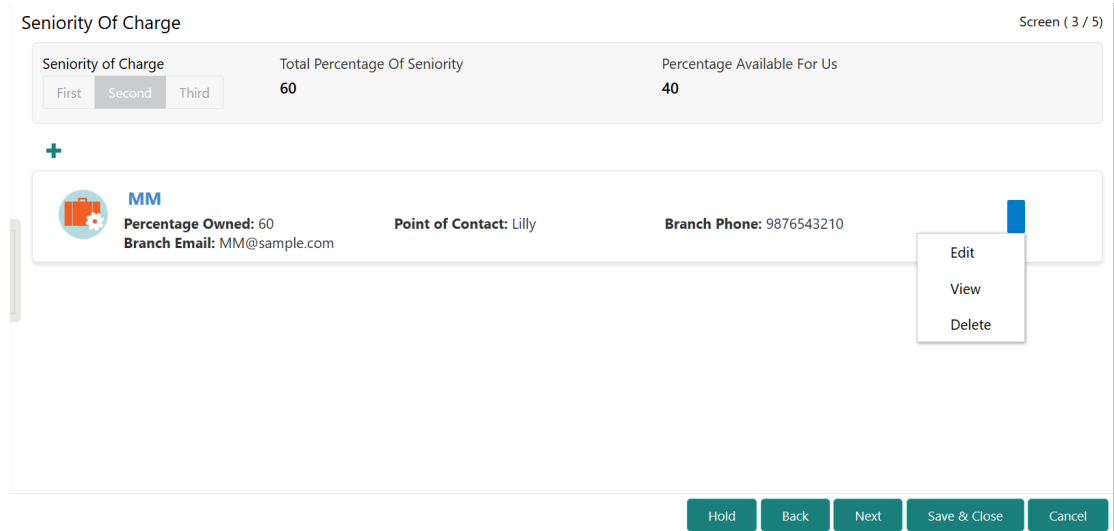 Seniority Of Charge
Screen ( 3 / 5)
Seniority of Charge
Total Percentage Of Seniority
Percentage Available For Us
First Second Third
60
40
MM
Percentage Owned: 60
Point of Contact: Lilly
Branch Phone: 9876543210
Branch Email: MM@sample.com
Edit
View
Delete
Hold
Back
Next
Save & Close
Cancel